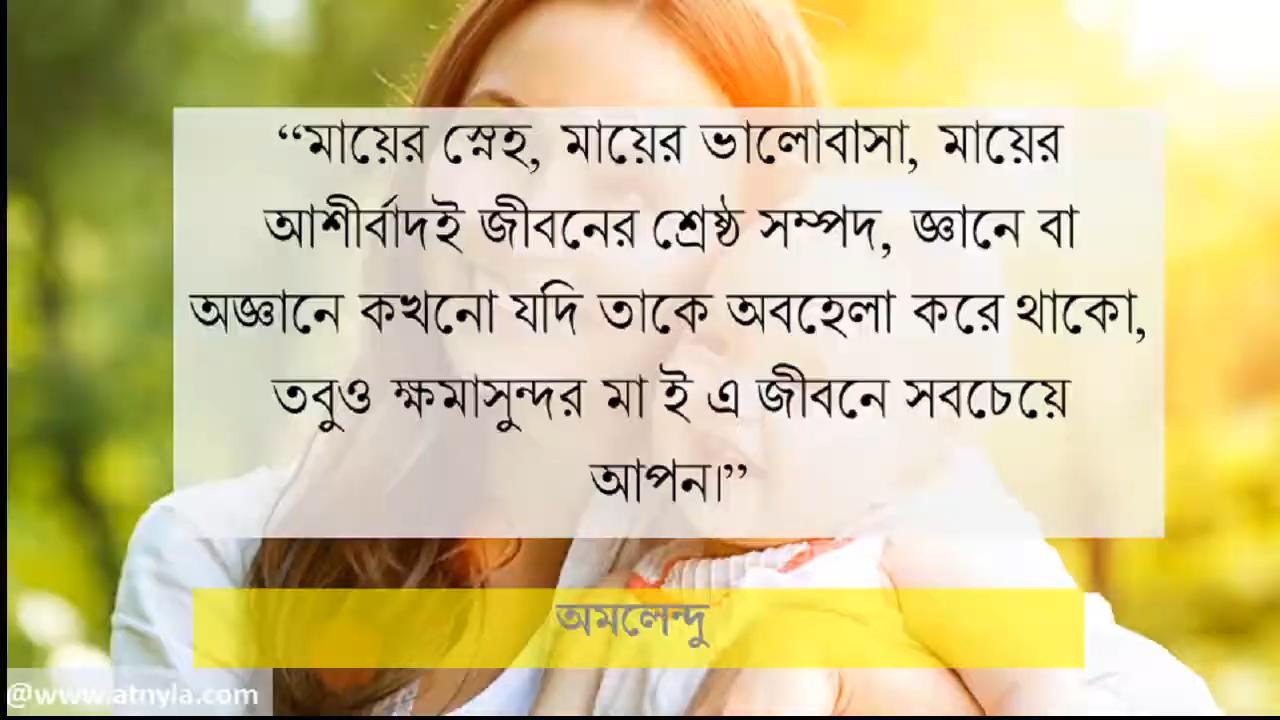 “মায়ের স্নেহ, মায়ের ভালোবাসা, মায়ের
আশীর্বাদই জীবনের শ্রেষ্ঠ সম্পদ, জ্ঞানে বা
অজ্ঞানে কখনো যদি তাকে অবহেলা করে থাকো,
তবুও ক্ষমাসুন্দর মা ই এ জীবনে সবচেয়ে
আপন।”
অমলেন্দু
@www.atnyla.com